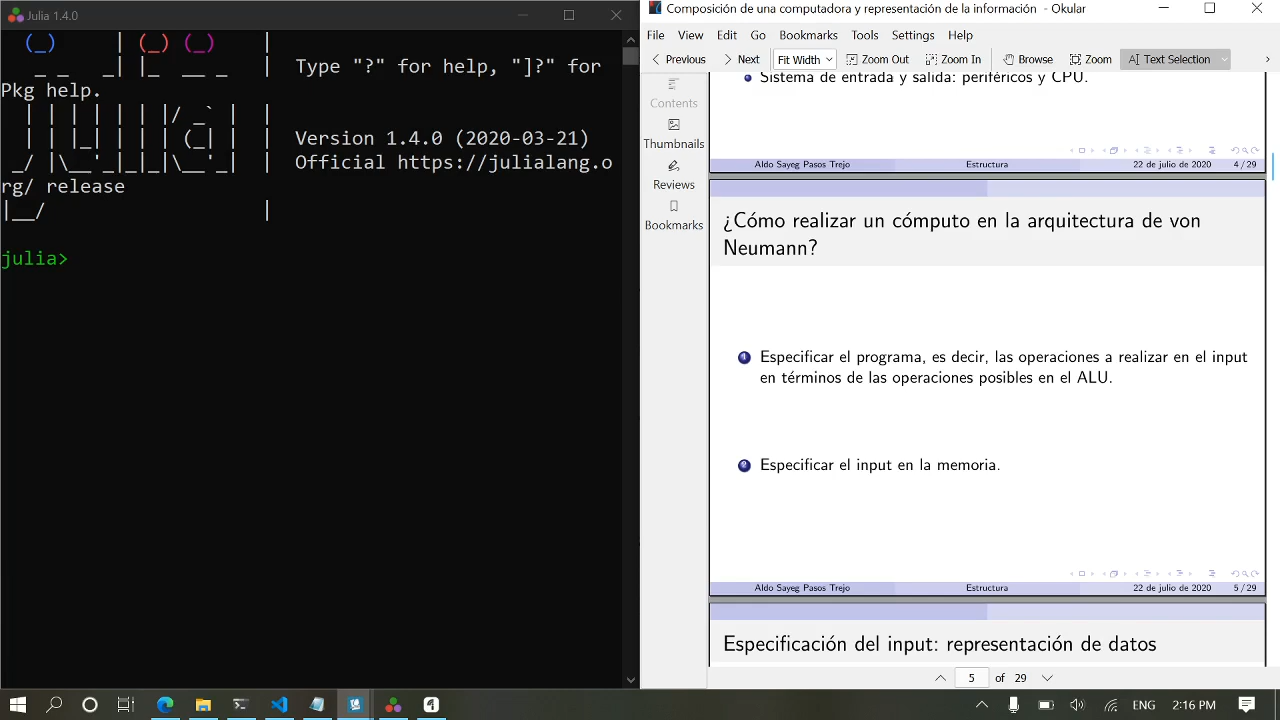 Julia 1.4.0
(_)     | (_) (_)    |
_ _   _| |_  __ _   |  Type "?" for help, "]?" for
Pkg help.
| | | | | | |/ _` |  |
| | |_| | | | (_| |  |  Version 1.4.0 (2020-03-21)
_/ |\__'_|_|_|\__'_|  |  Official https://julialang.o
rg/ release
|__/                   |
julia>
Composición de una computadora y representación de la información - Okular
File View Edit Go Bookmarks Tools Settings Help
Previous Next Fit Width Zoom Out Zoom In Browse Zoom Text Selection
Contents
Thumbnails
Reviews
Bookmarks
Sistema de entrada y salida: periféricos y CPU.
Aldo Sayeg Pasos Trejo Estructura 22 de julio de 2020 4 / 29
¿Cómo realizar un cómputo en la arquitectura de von
Neumann?
1 Especificar el programa, es decir, las operaciones a realizar en el input
en términos de las operaciones posibles en el ALU.
2 Especificar el input en la memoria.
Aldo Sayeg Pasos Trejo Estructura 22 de julio de 2020 5 / 29
Especificación del input: representación de datos
5 of 29
ENG 2:16 PM